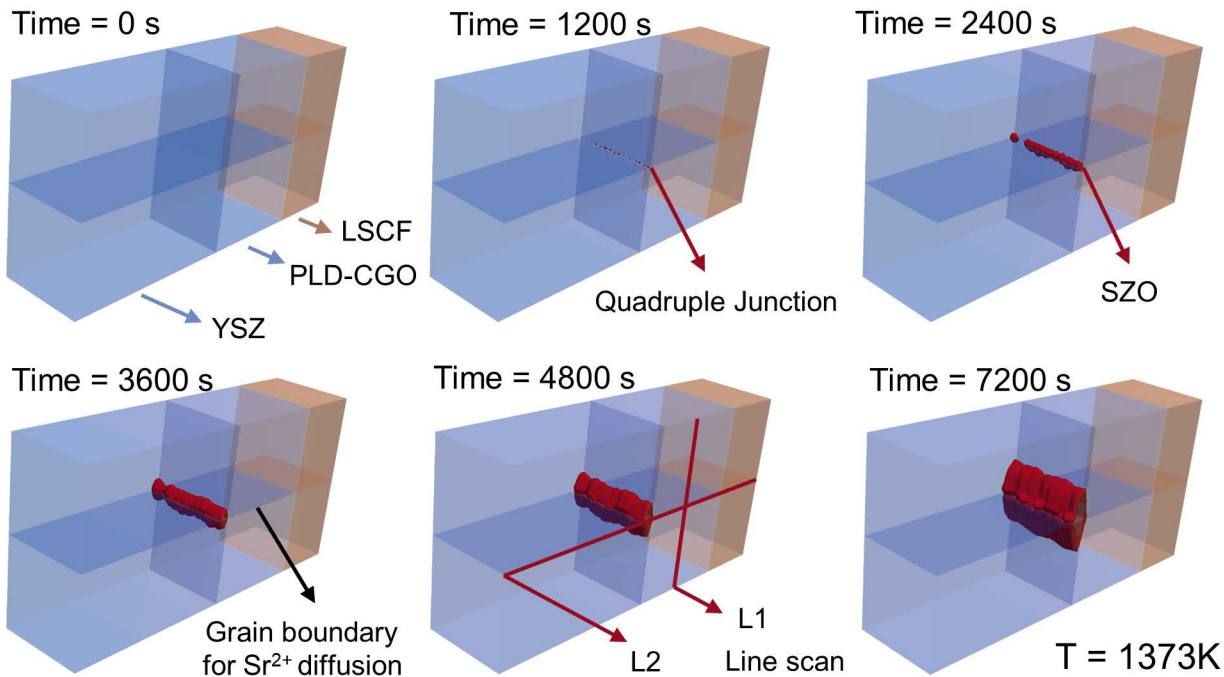 Time = 0 s
Time = 1200 s
Time = 2400 s
LSCF
PLD-CGO
YSZ
Quadruple Junction
SZO
Time = 3600 s
Time = 4800 s
Time = 7200 s
Grain boundary
for Sr²⁺ diffusion
L2
L1
Line scan
T = 1373K